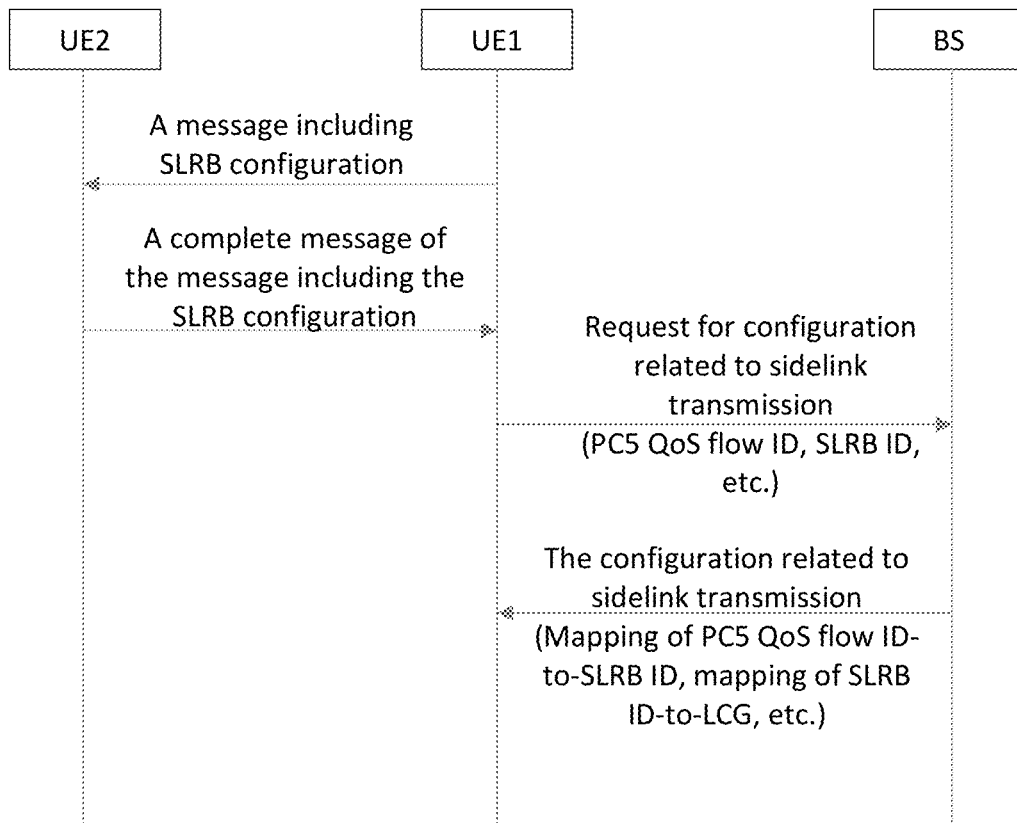 UE2
UE1
BS
A message including
SLRB configuration
A complete message of
the message including the
SLRB configuration
Request for configuration
related to sidelink
transmission
(PC5 QoS flow ID, SLRB ID,
etc.)
The configuration related to
sidelink transmission
(Mapping of PC5 QoS flow ID-
to-SLRB ID, mapping of SLRB
ID-to-LCG, etc.)